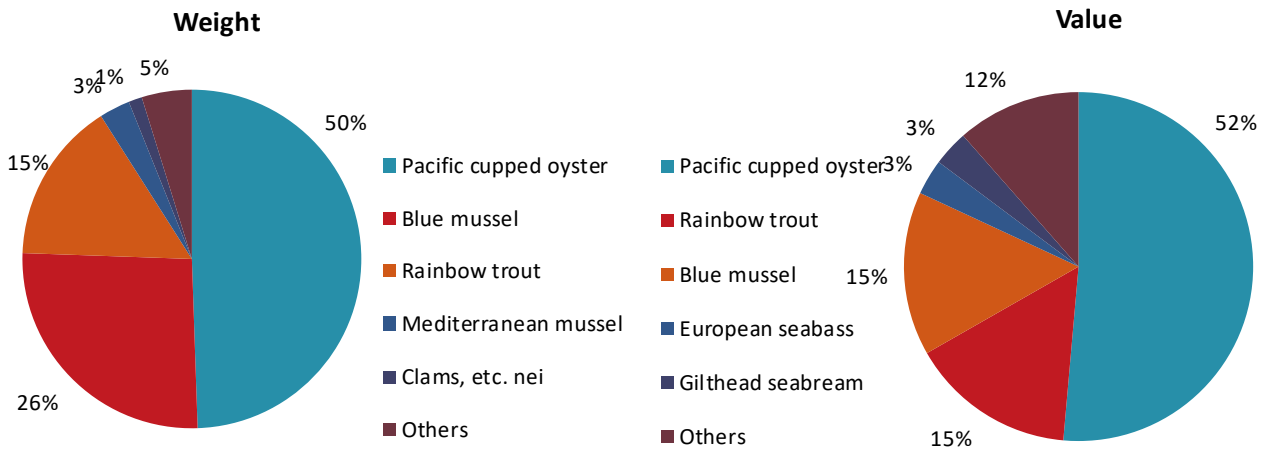 Weight
5%
1%
3%
50%
15%
26%
Pacific cupped oyster
Blue mussel
Rainbow trout
Mediterranean mussel
Clams, etc. nei
Others
Value
12%
52%
3%
3%
15%
15%
Pacific cupped oyster
Rainbow trout
Blue mussel
European seabass
Gilthead seabream
Others